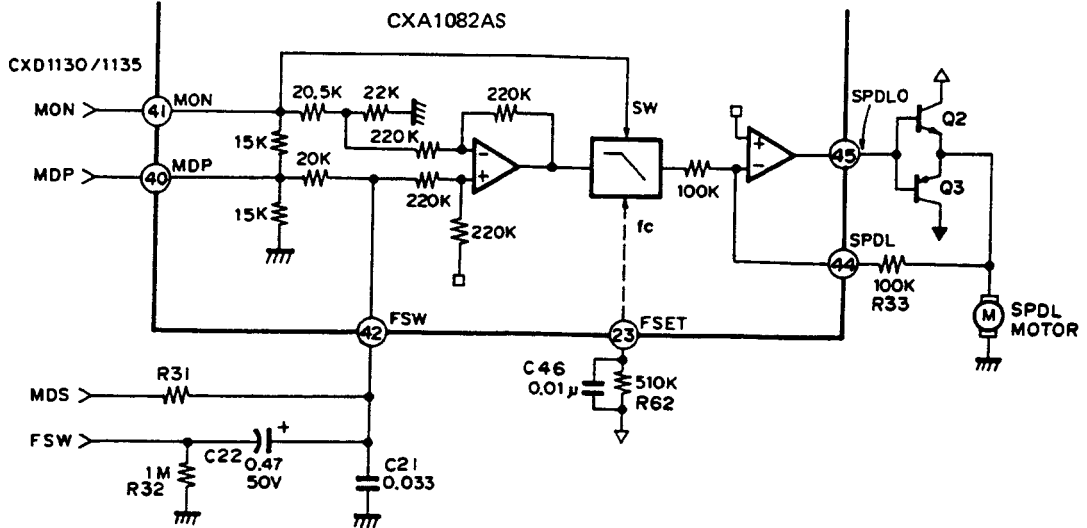 CXA1082AS
CXD1130/1135
MON
41
MON
20.5K
22K
220K
SW
SPDLO
Q2
15K
220K
MDP
40
MDP
20K
100K
45
Q3
15K
220K
220K
fc
SPDL
44
100K
R33
M
SPDL
MOTOR
42
FSW
23
FSET
R31
MDS
C46
0.01μ
510K
R62
FSW
1M
R32
C22
+
0.47
50V
C21
0.033